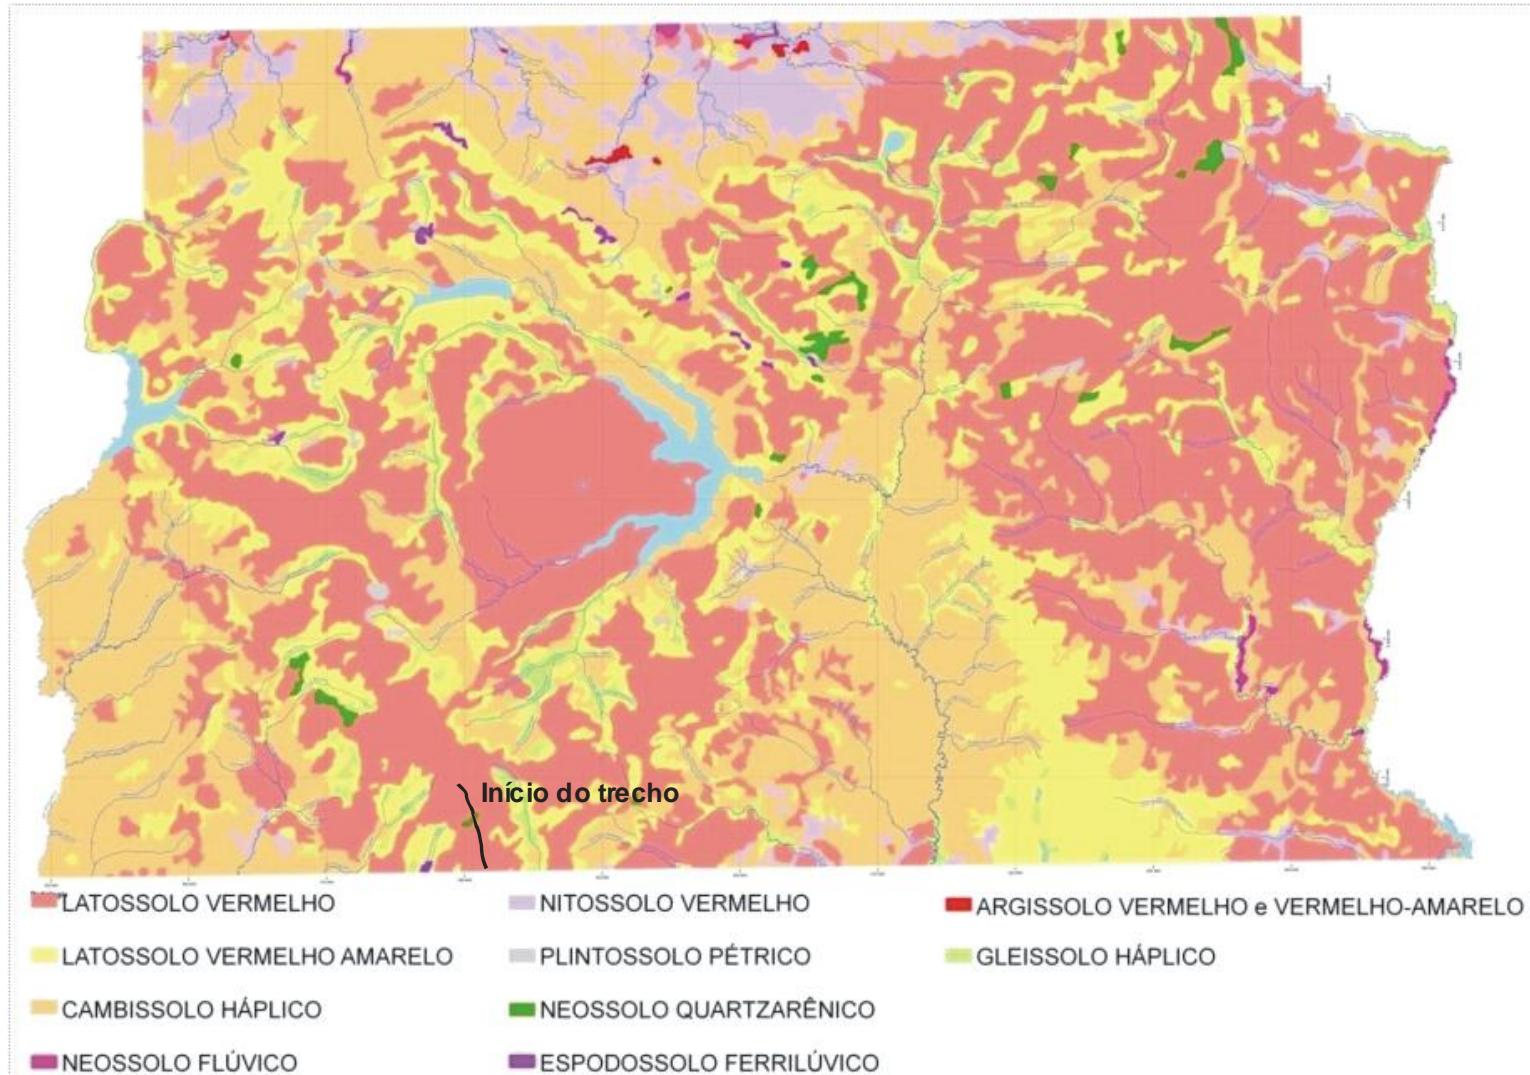 Início do trecho
LATOSSOLO VERMELHO
NITOSSOLO VERMELHO
ARGISSOLO VERMELHO e VERMELHO-AMARELO
LATOSSOLO VERMELHO AMARELO
PLINTOSSOLO PÉTRICO
GLEISSOLO HÁPLICO
CAMBISSOLO HÁPLICO
NEOSSOLO QUARTZARÊNICO
NEOSSOLO FLÚVICO
ESPODOSSOLO FERRILÚVICO